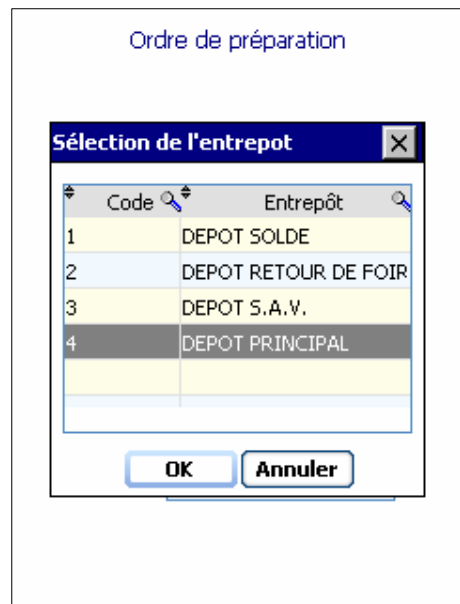 Ordre de préparation
Sélection de l'entrepot
Code Entrepôt
1 DEPOT SOLDE
2 DEPOT RETOUR DE FOIR
3 DEPOT S.A.V.
4 DEPOT PRINCIPAL
OK Annuler